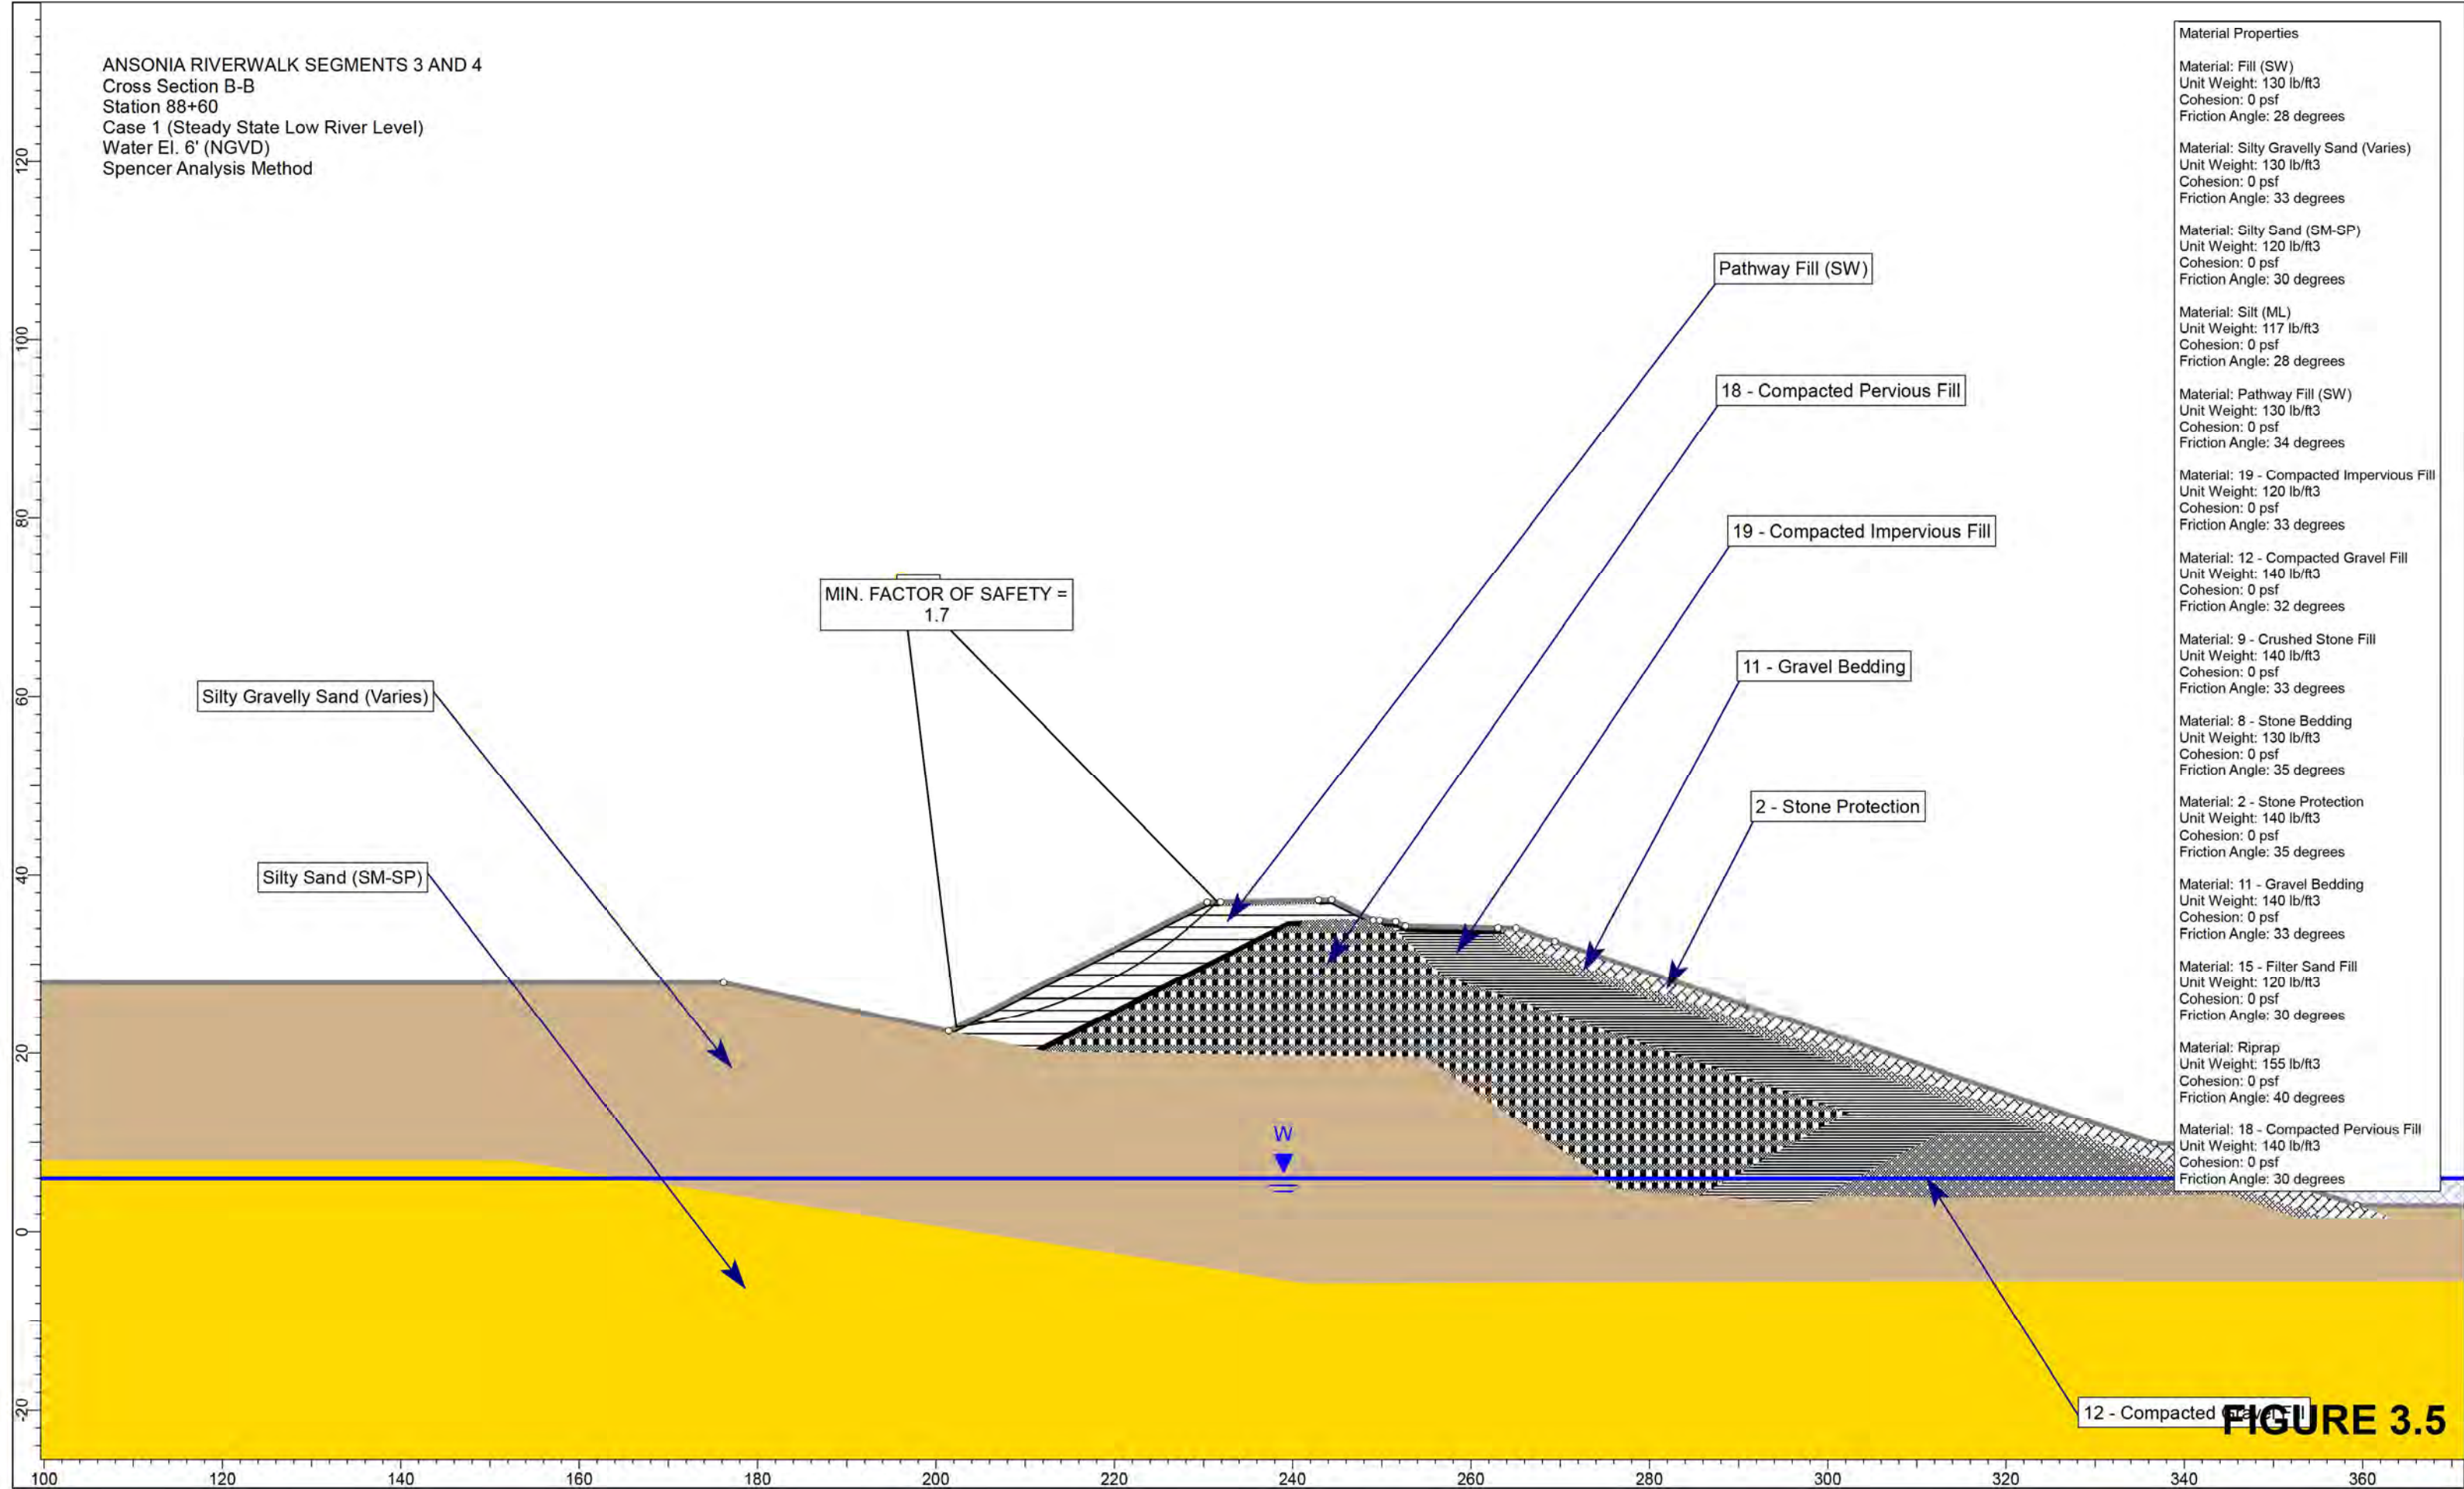 ANSONIA RIVERWALK SEGMENTS 3 AND 4
Cross Section B-B
Station 88+60
Case 1 (Steady State Low River Level)
Water El. 6' (NGVD)
Spencer Analysis Method
Material Properties
Material: Fill (SW)
Unit Weight: 130 lb/ft3
Cohesion: 0 psf
Friction Angle: 28 degrees
Material: Silty Gravelly Sand (Varies)
Unit Weight: 130 lb/ft3
Cohesion: 0 psf
Friction Angle: 33 degrees
Material: Silty Sand (SM-SP)
Unit Weight: 120 lb/ft3
Cohesion: 0 psf
Friction Angle: 30 degrees
Material: Silt (ML)
Unit Weight: 117 lb/ft3
Cohesion: 0 psf
Friction Angle: 28 degrees
Material: Pathway Fill (SW)
Unit Weight: 130 lb/ft3
Cohesion: 0 psf
Friction Angle: 34 degrees
Material: 19 - Compacted Impervious Fill
Unit Weight: 120 lb/ft3
Cohesion: 0 psf
Friction Angle: 33 degrees
Material: 12 - Compacted Gravel Fill
Unit Weight: 140 lb/ft3
Cohesion: 0 psf
Friction Angle: 32 degrees
Material: 9 - Crushed Stone Fill
Unit Weight: 140 lb/ft3
Cohesion: 0 psf
Friction Angle: 33 degrees
Material: 8 - Stone Bedding
Unit Weight: 130 lb/ft3
Cohesion: 0 psf
Friction Angle: 35 degrees
Material: 2 - Stone Protection
Unit Weight: 140 lb/ft3
Cohesion: 0 psf
Friction Angle: 35 degrees
Material: 11 - Gravel Bedding
Unit Weight: 140 lb/ft3
Cohesion: 0 psf
Friction Angle: 33 degrees
Material: 15 - Filter Sand Fill
Unit Weight: 120 lb/ft3
Cohesion: 0 psf
Friction Angle: 30 degrees
Material: Riprap
Unit Weight: 155 lb/ft3
Cohesion: 0 psf
Friction Angle: 40 degrees
Material: 18 - Compacted Pervious Fill
Unit Weight: 140 lb/ft3
Cohesion: 0 psf
Friction Angle: 30 degrees
Pathway Fill (SW)
18 - Compacted Pervious Fill
19 - Compacted Impervious Fill
MIN. FACTOR OF SAFETY =
1.7
11 - Gravel Bedding
Silty Gravelly Sand (Varies)
2 - Stone Protection
Silty Sand (SM-SP)
W
12 - Compacted Gravel Fill
FIGURE 3.5
120
100
80
60
40
20
0
-20
100 120 140 160 180 200 220 240 260 280 300 320 340 360